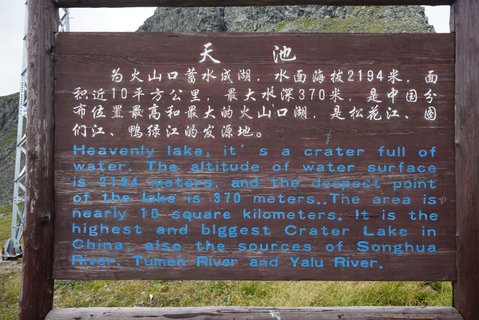 天池
为火山口蓄水成湖，水面海拔2194米，面
积近10平方公里，最大水深370米，是中国分
布位置最高和最大的火山口湖，是松花江、图
们江、鸭绿江的发源地。
Heavenly lake, it's a crater full of
water. The altitude of water surface
is 2194 meters, and the deepest point
of the lake is 370 meters..The area is
nearly 10 square kilometers. It is the
highest and biggest Crater Lake in
China, also the sources of Songhua
River, Tumen River and Yalu River.